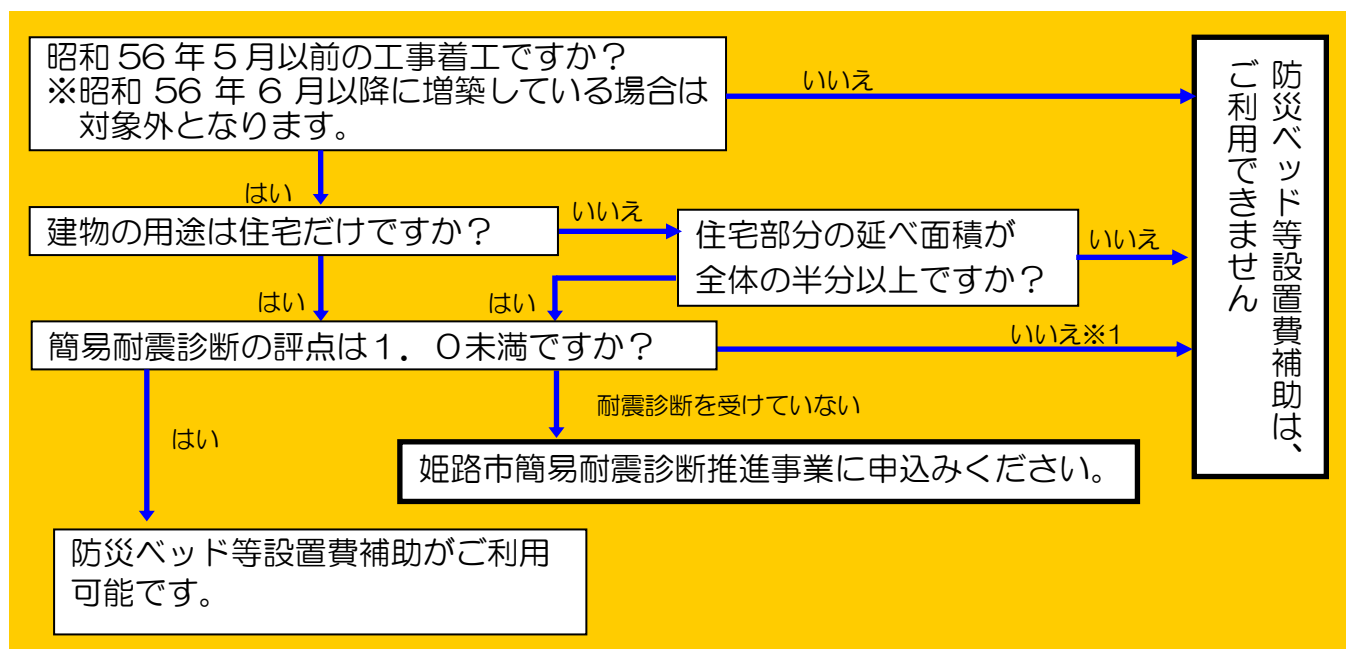 昭和56年5月以前の工事着工ですか？
※昭和 56 年 6 月以降に増築している場合は
対象外となります。
いいえ
防災ベッド等設置費補助は、
ご利用できません
はい
建物の用途は住宅だけですか？
いいえ
住宅部分の延べ面積が
全体の半分以上ですか？
いいえ
はい
はい
簡易耐震診断の評点は１．０未満ですか？
いいえ※1
耐震診断を受けていない
はい
姫路市簡易耐震診断推進事業に申込みください。
防災ベッド等設置費補助がご利用
可能です。